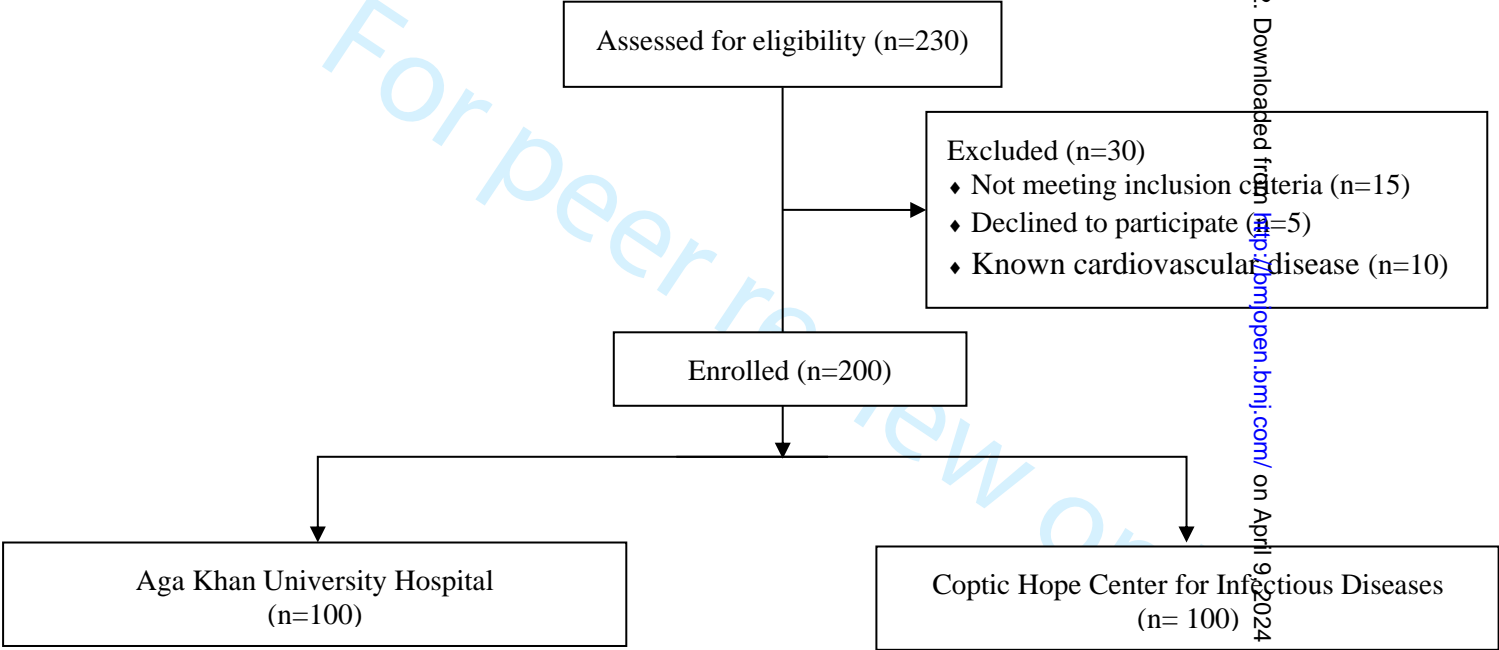 Assessed for eligibility (n=230)
Excluded (n=30)
♦ Not meeting inclusion criteria (n=15)
♦ Declined to participate (n=5)
♦ Known cardiovascular disease (n=10)
Enrolled (n=200)
Aga Khan University Hospital
(n=100)
Coptic Hope Center for Infectious Diseases
(n= 100)
For peer review on
2. Downloaded from http://bmjopen.bmj.com/ on April 9, 2024